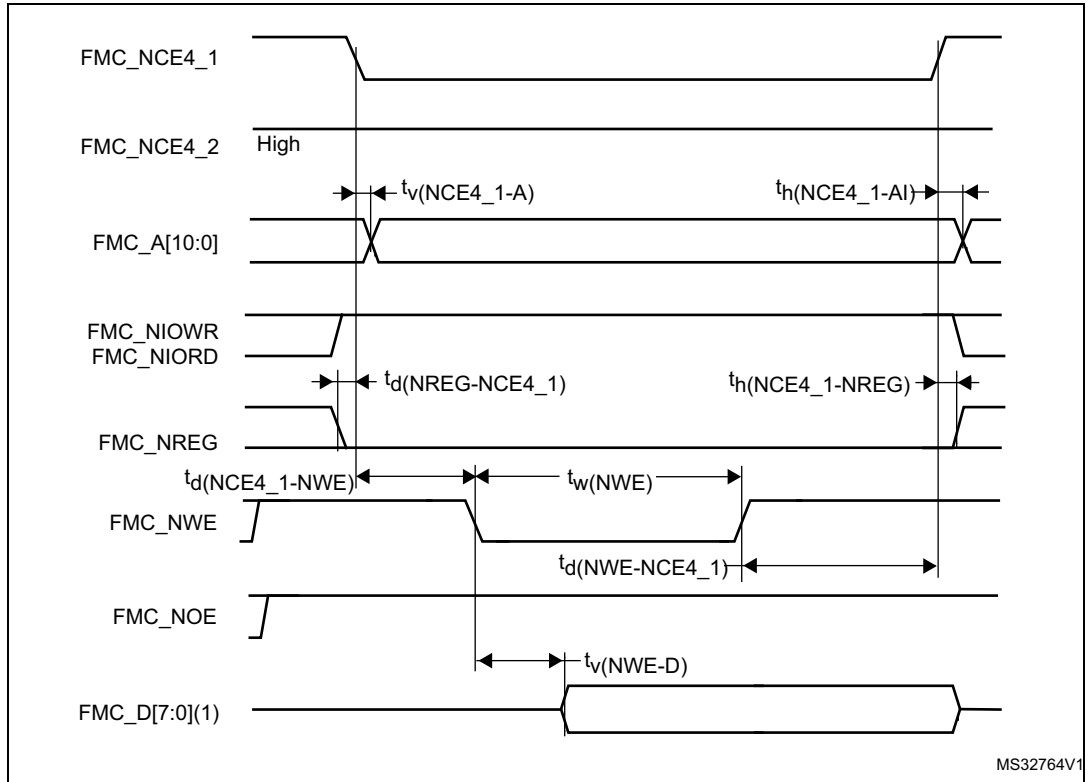 FMC_NCE4_1
FMC_NCE4_2
High
tv(NCE4_1-A)
th(NCE4_1-AI)
FMC_A[10:0]
FMC_NIOWR
FMC_NIORD
td(NREG-NCE4_1)
th(NCE4_1-NREG)
FMC_NREG
td(NCE4_1-NWE)
tw(NWE)
FMC_NWE
td(NWE-NCE4_1)
FMC_NOE
tv(NWE-D)
FMC_D[7:0](1)
MS32764V1